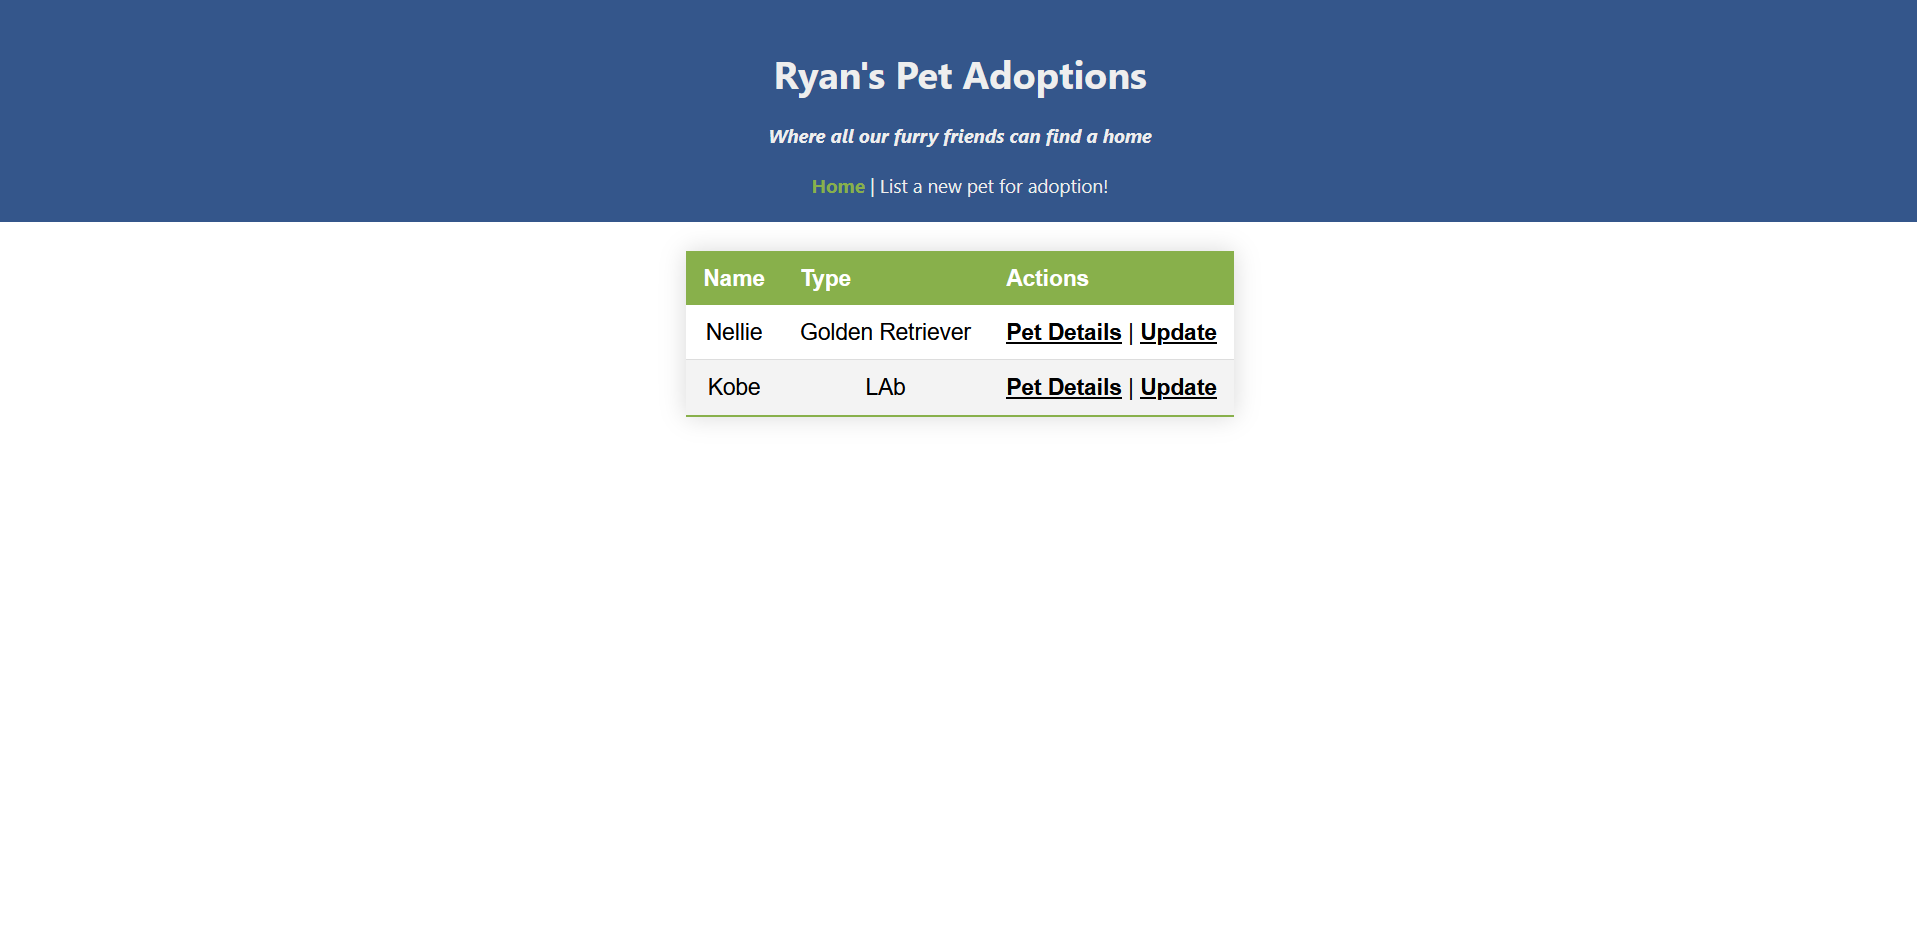 Ryan's Pet Adoptions
Where all our furry friends can find a home
Home | List a new pet for adoption!
Name Type Actions
Nellie Golden Retriever Pet Details | Update
Kobe LAb Pet Details | Update